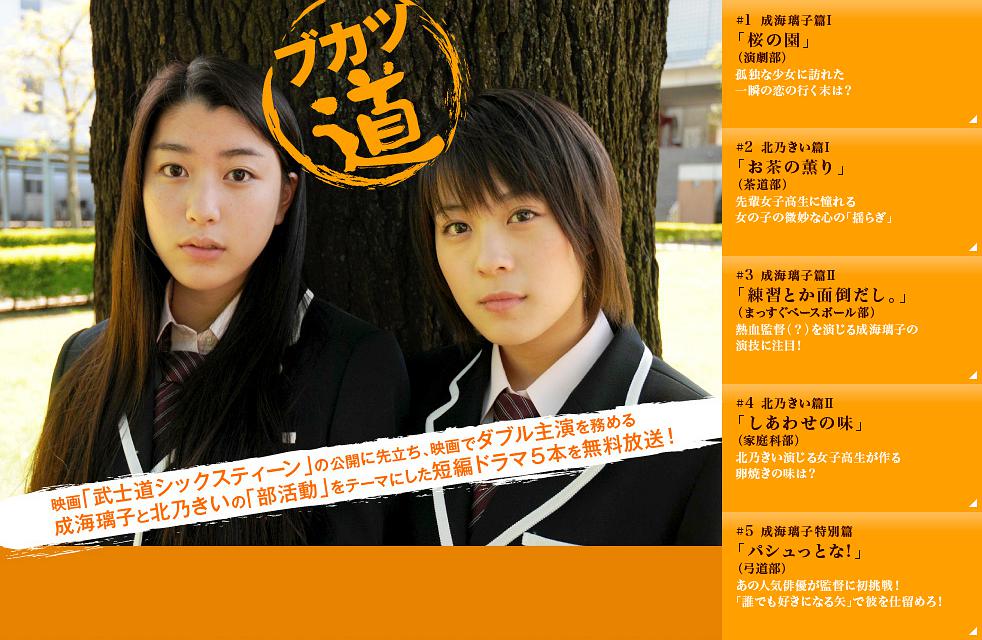 ブカツ
道
映画「武士道シックスティーン」の公開に先立ち、映画でダブル主演を務める
成海璃子と北乃きいの「部活動」をテーマにした短編ドラマ5本を無料放送！
#1 成海璃子篇I
「桜の園」
（演劇部）
孤独な少女に訪れた
一瞬の恋の行く末は？
#2 北乃きい篇I
「お茶の薫り」
（茶道部）
先輩女子高生に憧れる
女の子の微妙な心の「揺らぎ」
#3 成海璃子篇II
「練習とか面倒だし。」
（まっすぐベースボール部）
熱血監督（？）を演じる成海璃子の
演技に注目！
#4 北乃きい篇II
「しあわせの味」
（家庭科部）
北乃きい演じる女子高生が作る
卵焼きの味は？
#5 成海璃子特別篇
「パシュっとな！」
（弓道部）
あの人気俳優が監督に初挑戦！
「誰でも好きになる矢」で彼を仕留めろ！